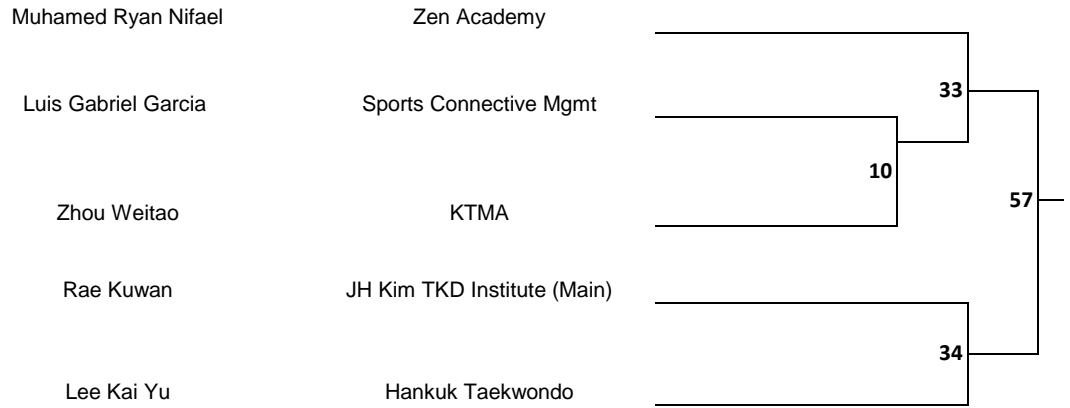 Muhamed Ryan Nifael Zen Academy
33
Luis Gabriel Garcia Sports Connective Mgmt
10
57
Zhou Weitao KTMA
Rae Kuwan JH Kim TKD Institute (Main)
34
Lee Kai Yu Hankuk Taekwondo